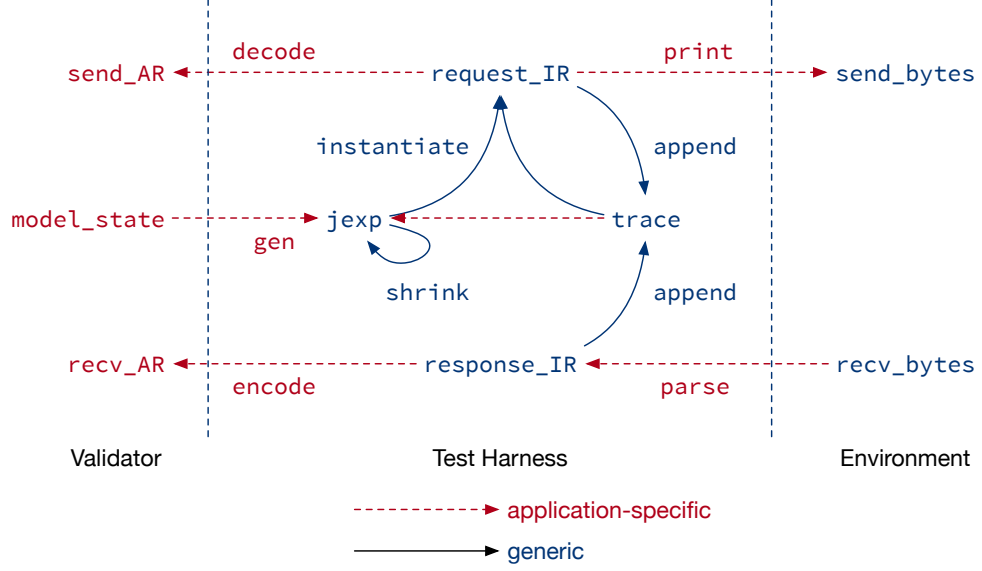 decode print
send_AR request_IR send_bytes
instantiate append
model_state jexp trace
gen
shrink append
recv_AR response_IR recv_bytes
encode parse
Validator Test Harness Environment
application-specific
generic